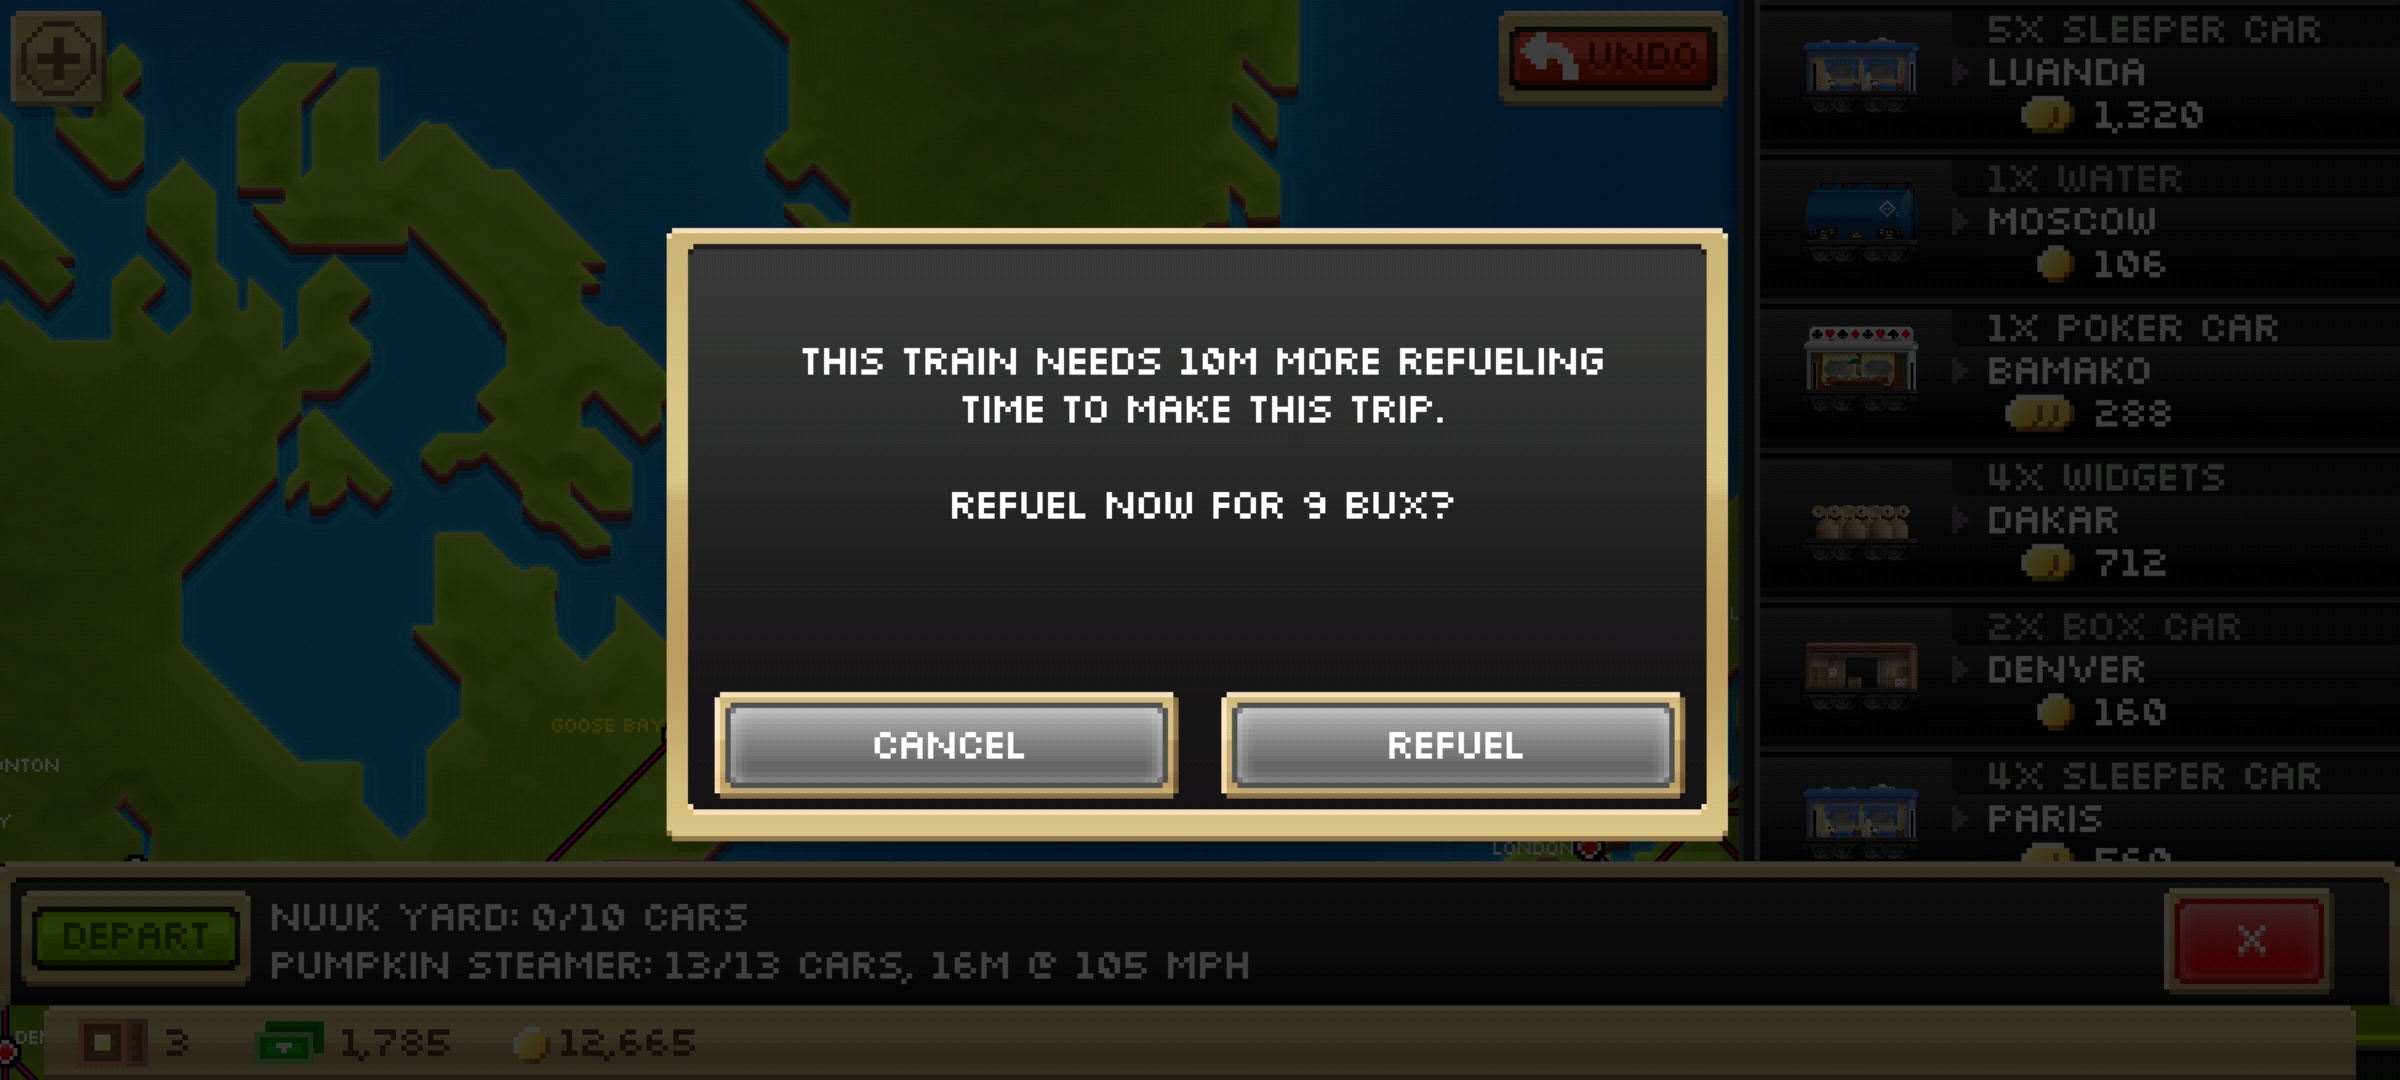 UNDO
5X SLEEPER CAR
LUANDA
1,320
1X WATER
MOSCOW
106
1X POKER CAR
BAMAKO
288
4X WIDGETS
DAKAR
712
2X BOX CAR
DENVER
160
4X SLEEPER CAR
PARIS
560
THIS TRAIN NEEDS 10M MORE REFUELING
TIME TO MAKE THIS TRIP.
REFUEL NOW FOR 9 BUX?
CANCEL
REFUEL
GOOSE BAY
NTON
Y
LONDON
DEPART
NUUK YARD: 0/10 CARS
PUMPKIN STEAMER: 13/13 CARS, 16M @ 105 MPH
X
DEN
3
1,785
12,665